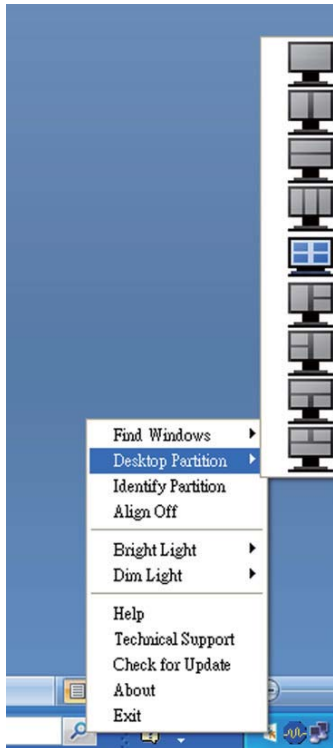 Find Windows
Desktop Partition
Identify Partition
Align Off
Bright Light
Dim Light
Help
Technical Support
Check for Update
About
Exit